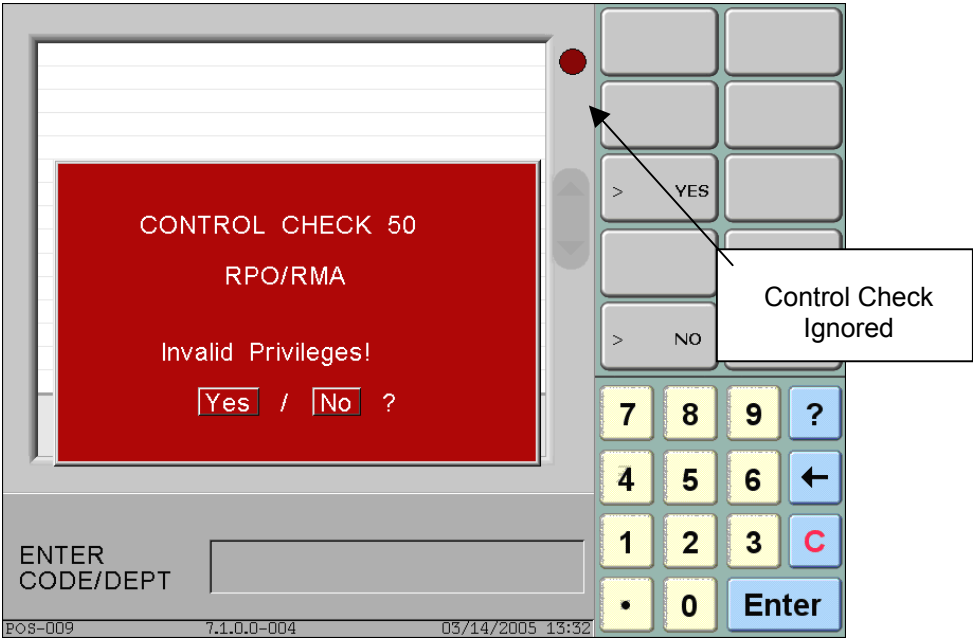 CONTROL CHECK 50
RPO/RMA
Invalid Privileges!
Yes / No ?
> YES
> NO
Control Check
Ignored
7 8 9 ?
4 5 6 ←
1 2 3 C
. 0 Enter
ENTER
CODE/DEPT
POS-009 7.1.0.0-004 03/14/2005 13:32